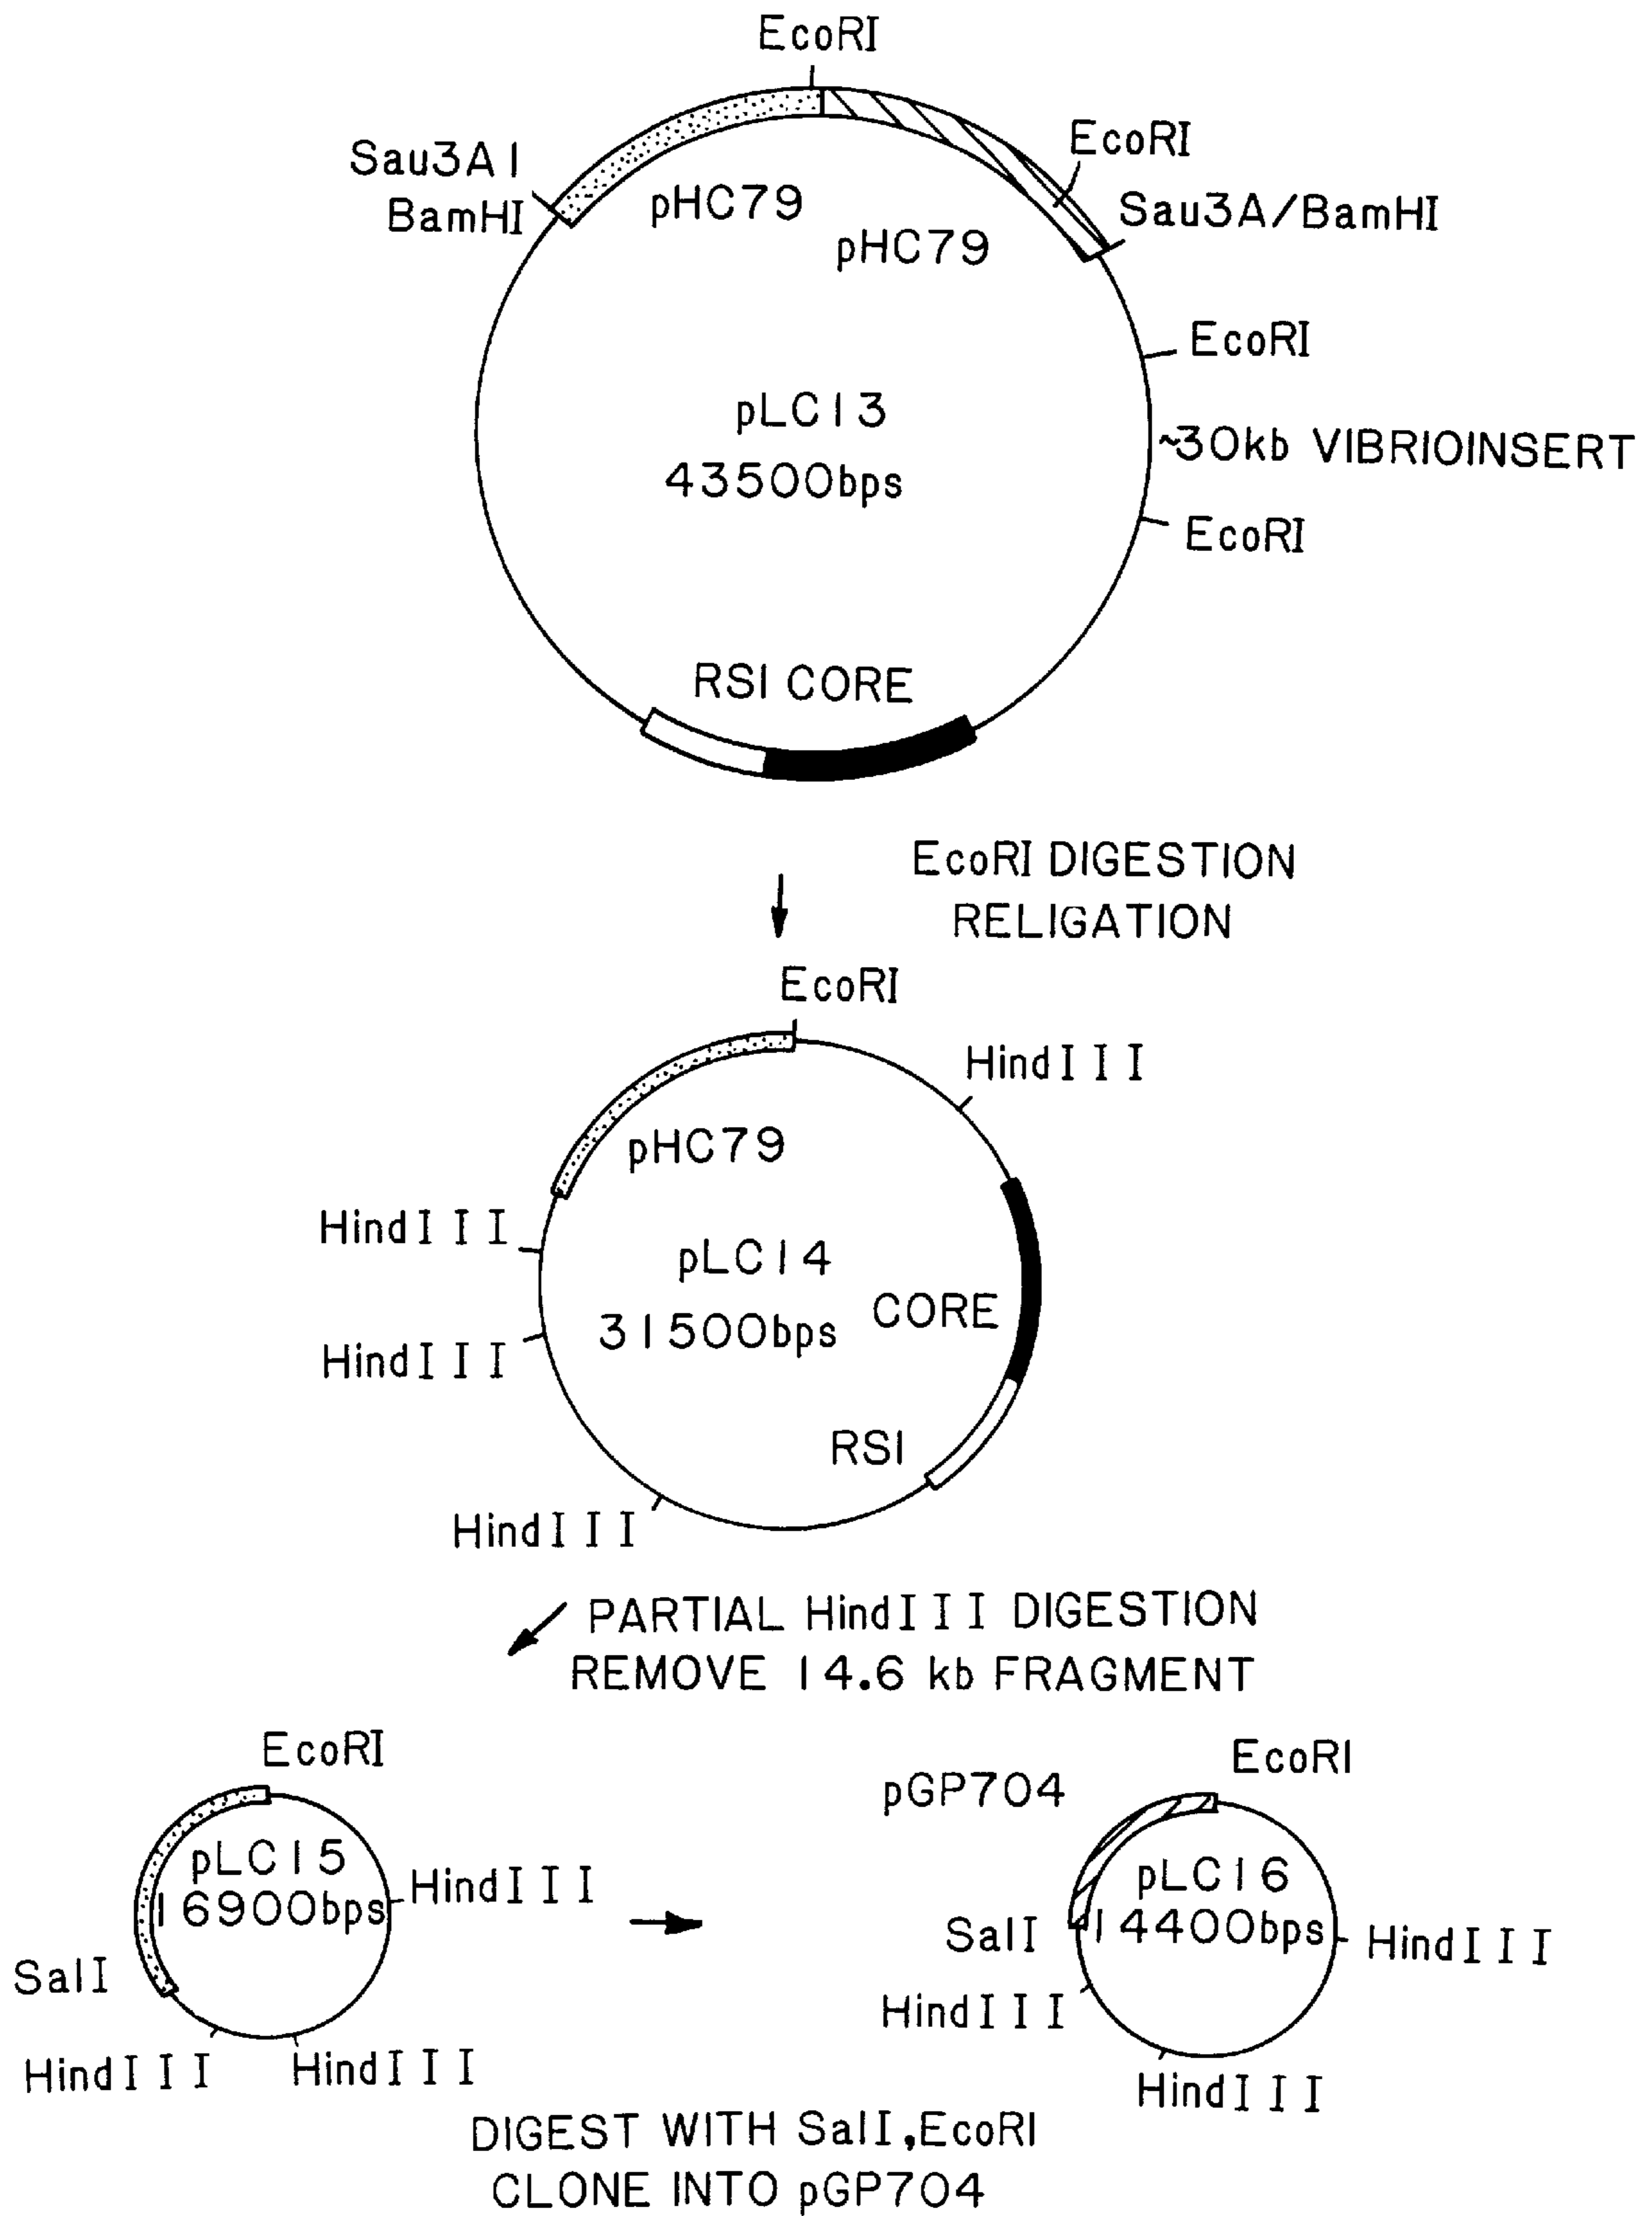 EcoRI
EcoRI
Sau3A1
BamHI
pHC79
pHC79
Sau3A/BamHI
EcoRI
pLC13
43500bps
~30kb VIBRIOINSERT
EcoRI
RSI CORE
EcoRI DIGESTION
RELIGATION
EcoRI
HindIII
pHC79
HindIII
pLC14
31500bps
CORE
HindIII
RSI
HindIII
PARTIAL HindIII DIGESTION
REMOVE 14.6 kb FRAGMENT
EcoRI
pLC15
16900bps
HindIII
SalI
HindIII
HindIII
pGP704
EcoRI
pLC16
14400bps
SalI
HindIII
HindIII
HindIII
DIGEST WITH SalI,EcoRI
CLONE INTO pGP704